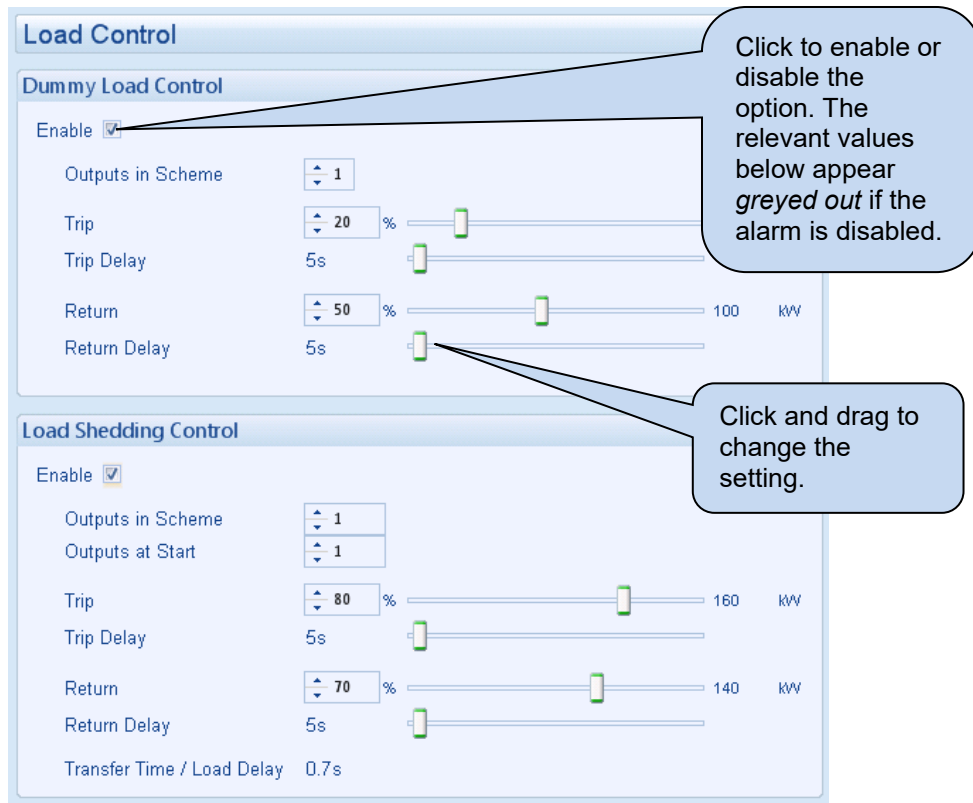 Load Control
Dummy Load Control
Enable
Outputs in Scheme 1
Trip 20 %
Trip Delay 5s
Return 50 % 100 kW
Return Delay 5s
Click to enable or
disable the
option. The
relevant values
below appear
greyed out if the
alarm is disabled.
Click and drag to
change the
setting.
Load Shedding Control
Enable
Outputs in Scheme 1
Outputs at Start 1
Trip 80 % 160 kW
Trip Delay 5s
Return 70 % 140 kW
Return Delay 5s
Transfer Time / Load Delay 0.7s